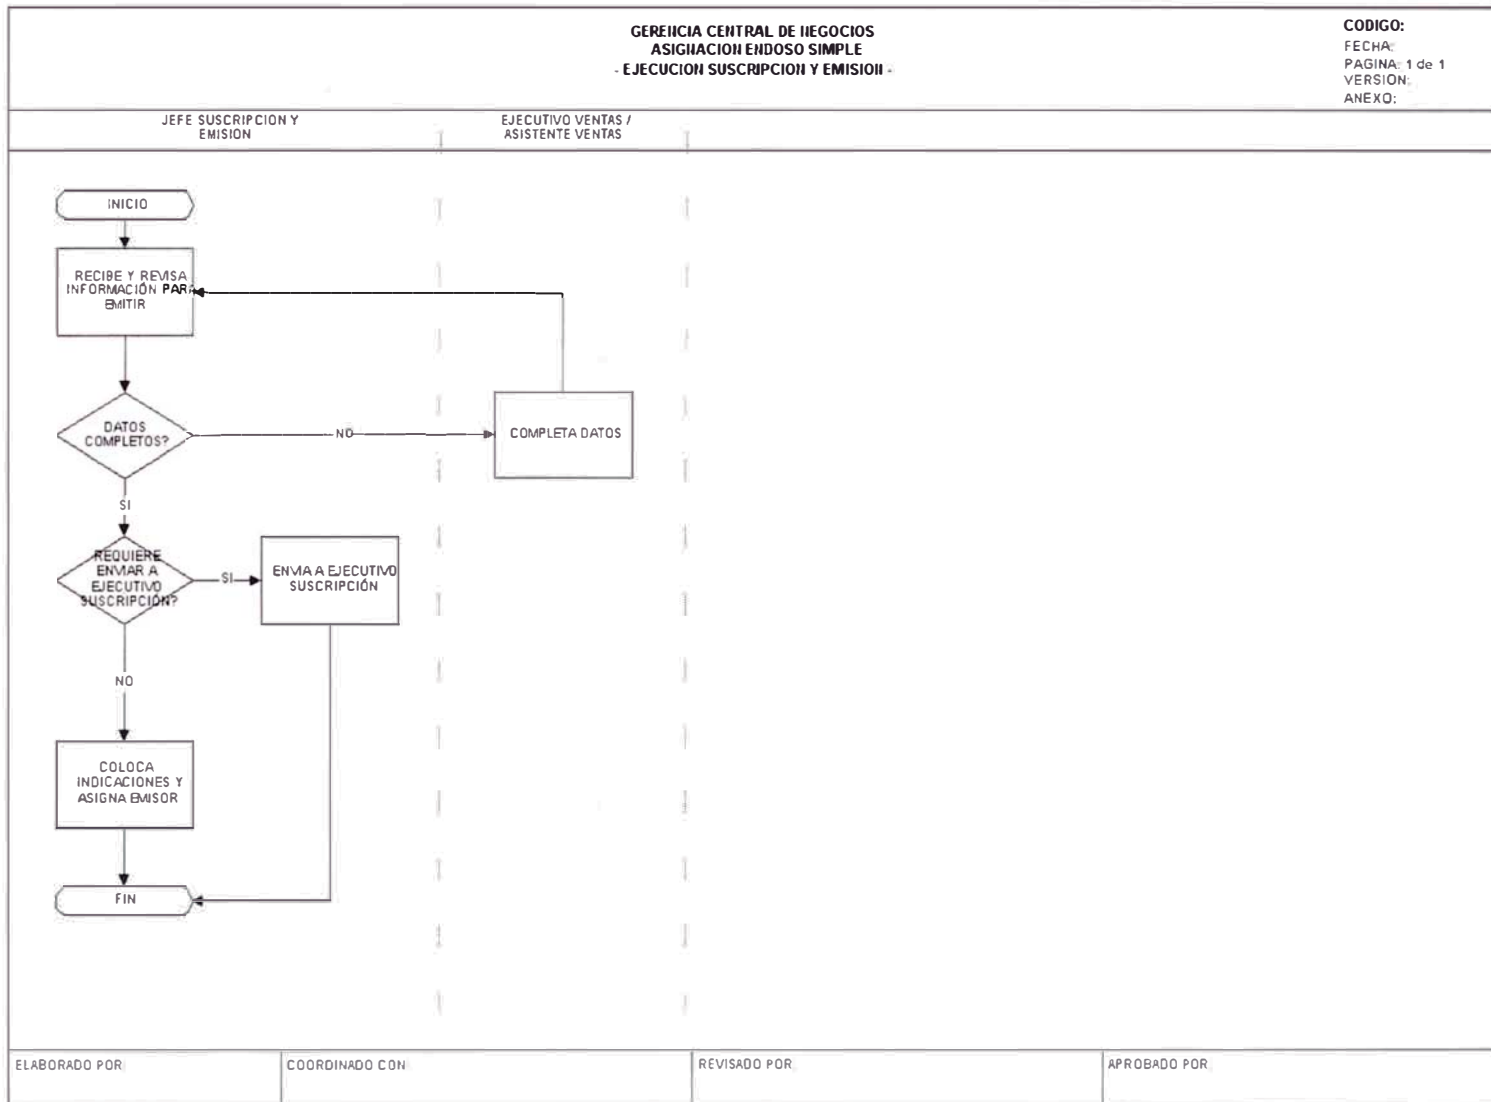 GERENCIA CENTRAL DE NEGOCIOS
ASIGNACION ENDOSO SIMPLE
- EJECUCION SUSCRIPCION Y EMISION -
CODIGO:
FECHA:
PAGINA: 1 de 1
VERSION:
ANEXO:
JEFE SUSCRIPCION Y
EMISION
EJECUTIVO VENTAS /
ASISTENTE VENTAS
INICIO
RECIBE Y REVISA
INFORMACIÓN PARA
EMITIR
DATOS
COMPLETOS?
NO
COMPLETA DATOS
SI
REQUIERE
ENVIAR A
EJECUTIVO
SUSCRIPCIÓN?
SI
ENVIA A EJECUTIVO
SUSCRIPCIÓN
NO
COLOCA
INDICACIONES Y
ASIGNA EMISOR
FIN
ELABORADO POR:
COORDINADO CON:
REVISADO POR:
APROBADO POR: